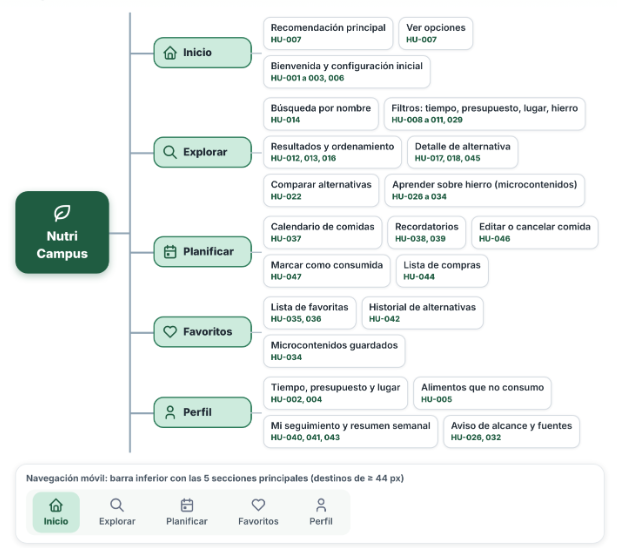 Nutri
Campus
Inicio
Recomendación principal
HU-007
Ver opciones
HU-007
Bienvenida y configuración inicial
HU-001 a 003, 006
Explorar
Búsqueda por nombre
HU-014
Filtros: tiempo, presupuesto, lugar, hierro
HU-008 a 011, 029
Resultados y ordenamiento
HU-012, 013, 016
Detalle de alternativa
HU-017, 018, 045
Comparar alternativas
HU-022
Aprender sobre hierro (microcontenidos)
HU-026 a 034
Planificar
Calendario de comidas
HU-037
Recordatorios
HU-038, 039
Editar o cancelar comida
HU-046
Marcar como consumida
HU-047
Lista de compras
HU-044
Favoritos
Lista de favoritas
HU-035, 036
Historial de alternativas
HU-042
Microcontenidos guardados
HU-034
Perfil
Tiempo, presupuesto y lugar
HU-002, 004
Alimentos que no consumo
HU-005
Mi seguimiento y resumen semanal
HU-040, 041, 043
Aviso de alcance y fuentes
HU-026, 032
Navegación móvil: barra inferior con las 5 secciones principales (destinos de ≥ 44 px)
Inicio
Explorar
Planificar
Favoritos
Perfil